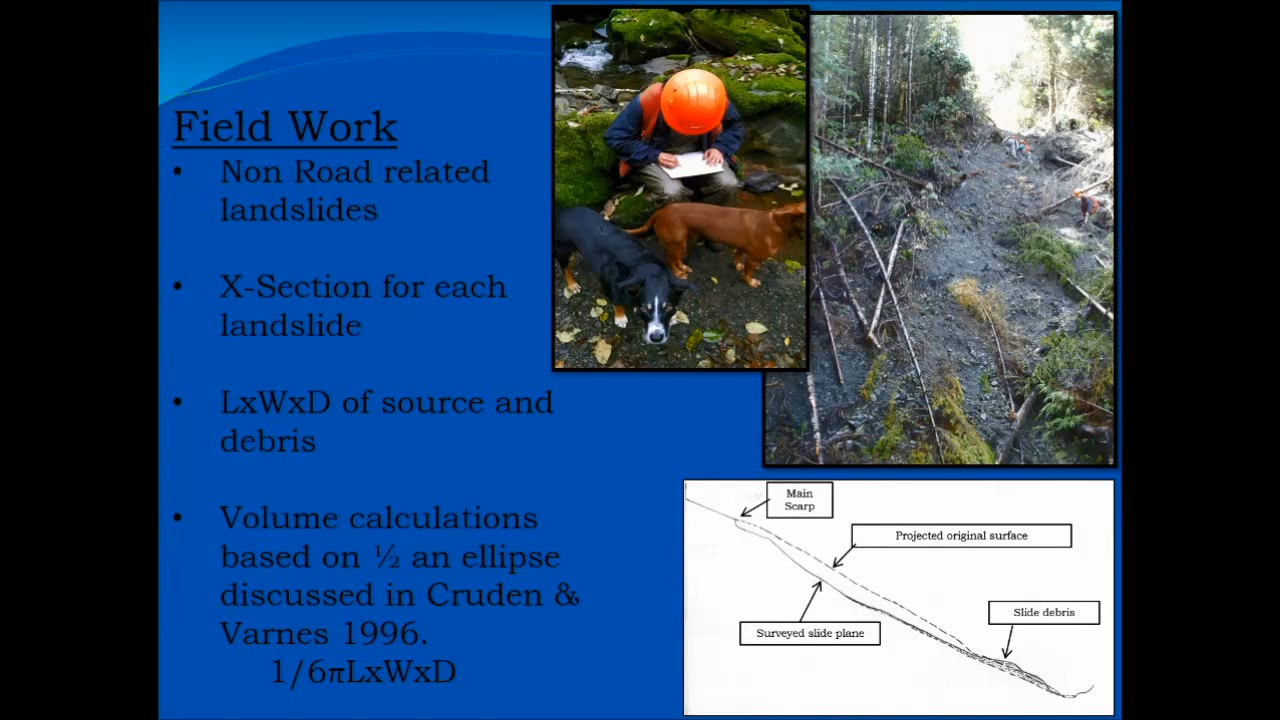 Field Work
• Non Road related
landslides
• X-Section for each
landslide
• LxWxD of source and
debris
• Volume calculations
based on ½ an ellipse
discussed in Cruden &
Varnes 1996.
1/6πLxWxD
Main
Scarp
Projected original surface
Slide debris
Surveyed slide plane